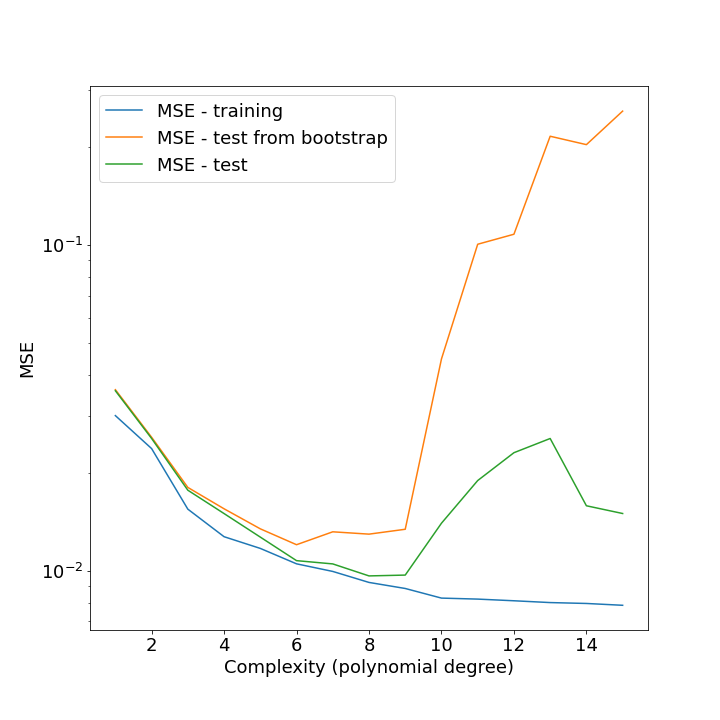 MSE - training
MSE - test from bootstrap
MSE - test
10⁻¹
10⁻²
MSE
2 4 6 8 10 12 14
Complexity (polynomial degree)